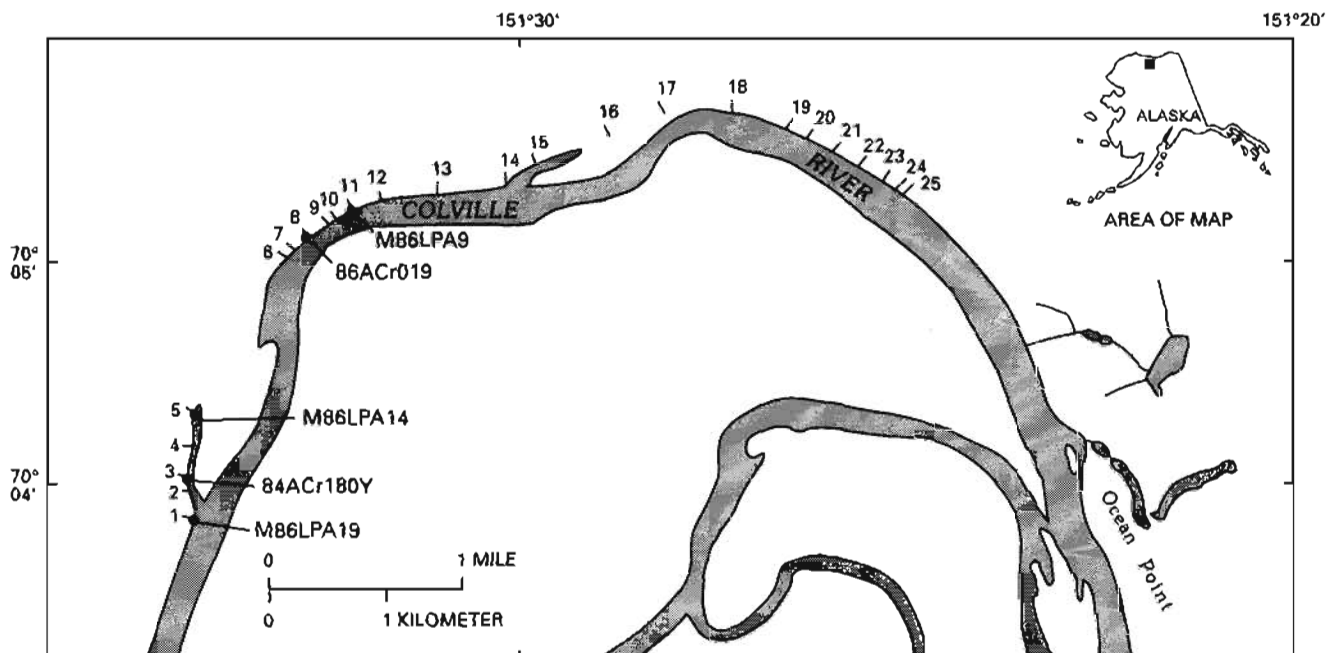 151°30'
151°20'
17
18
16
19
20
21
22
23
24
25
15
14
13
12
11
10
9
8
7
6
RIVER
COLVILLE
ALASKA
AREA OF MAP
M86LPA9
86ACr019
70°
05'
5
M86LPA14
4
3
84ACr180Y
2
70°
04'
1
M86LPA19
0
1 MILE
0
1 KILOMETER
Ocean Point